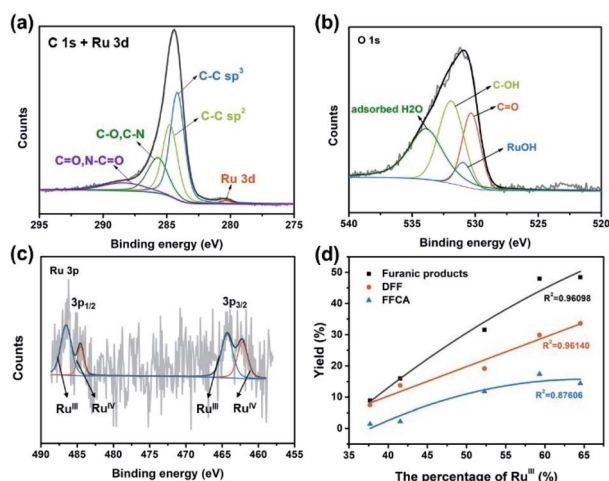 (a)
C 1s + Ru 3d
C-C sp³
C-C sp²
C-O,C-N
C=O,N-C=O
Ru 3d
Counts
295 290 285 280 275
Binding energy (eV)
(b)
O 1s
C-OH
adsorbed H2O
C=O
RuOH
Counts
540 535 530 525 520
Binding energy (eV)
(c)
Ru 3p
3p1/2
3p3/2
Ruᴵᴵᴵ
Ruᴵⱽ
Ruᴵᴵᴵ
Ruᴵⱽ
Counts
490 485 480 475 470 465 460 455
Binding energy (eV)
(d)
60
50
40
30
20
10
0
Yield (%)
Furanic products
DFF
FFCA
R²=0.96098
R²=0.96140
R²=0.87606
35 40 45 50 55 60 65
The percentage of Ruᴵᴵᴵ (%)